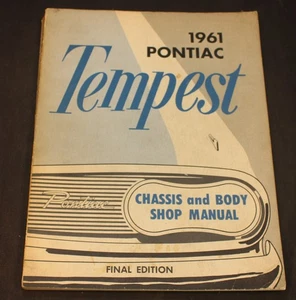 1961
PONTIAC
Tempest
Pontiac
CHASSIS and BODY
SHOP MANUAL
FINAL EDITION